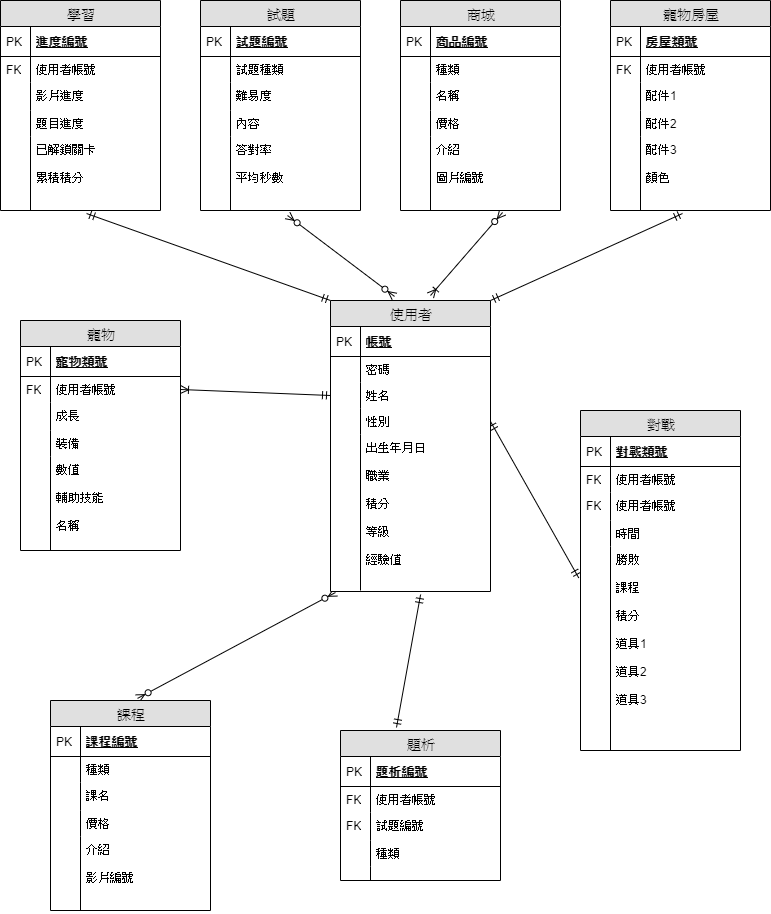 學習
PK 進度編號
FK 使用者帳號
影片進度
題目進度
已解鎖關卡
累積積分
試題
PK 試題編號
試題種類
難易度
內容
答對率
平均秒數
商城
PK 商品編號
種類
名稱
價格
介紹
圖片編號
寵物房屋
PK 房屋類號
FK 使用者帳號
配件1
配件2
配件3
顏色
寵物
PK 寵物類號
FK 使用者帳號
成長
裝備
數值
輔助技能
名稱
使用者
PK 帳號
密碼
姓名
性別
出生年月日
職業
積分
等級
經驗值
對戰
PK 對戰類號
FK 使用者帳號
FK 使用者帳號
時間
勝敗
課程
積分
道具1
道具2
道具3
課程
PK 課程編號
種類
課名
價格
介紹
影片編號
題析
PK 題析編號
FK 使用者帳號
FK 試題編號
種類